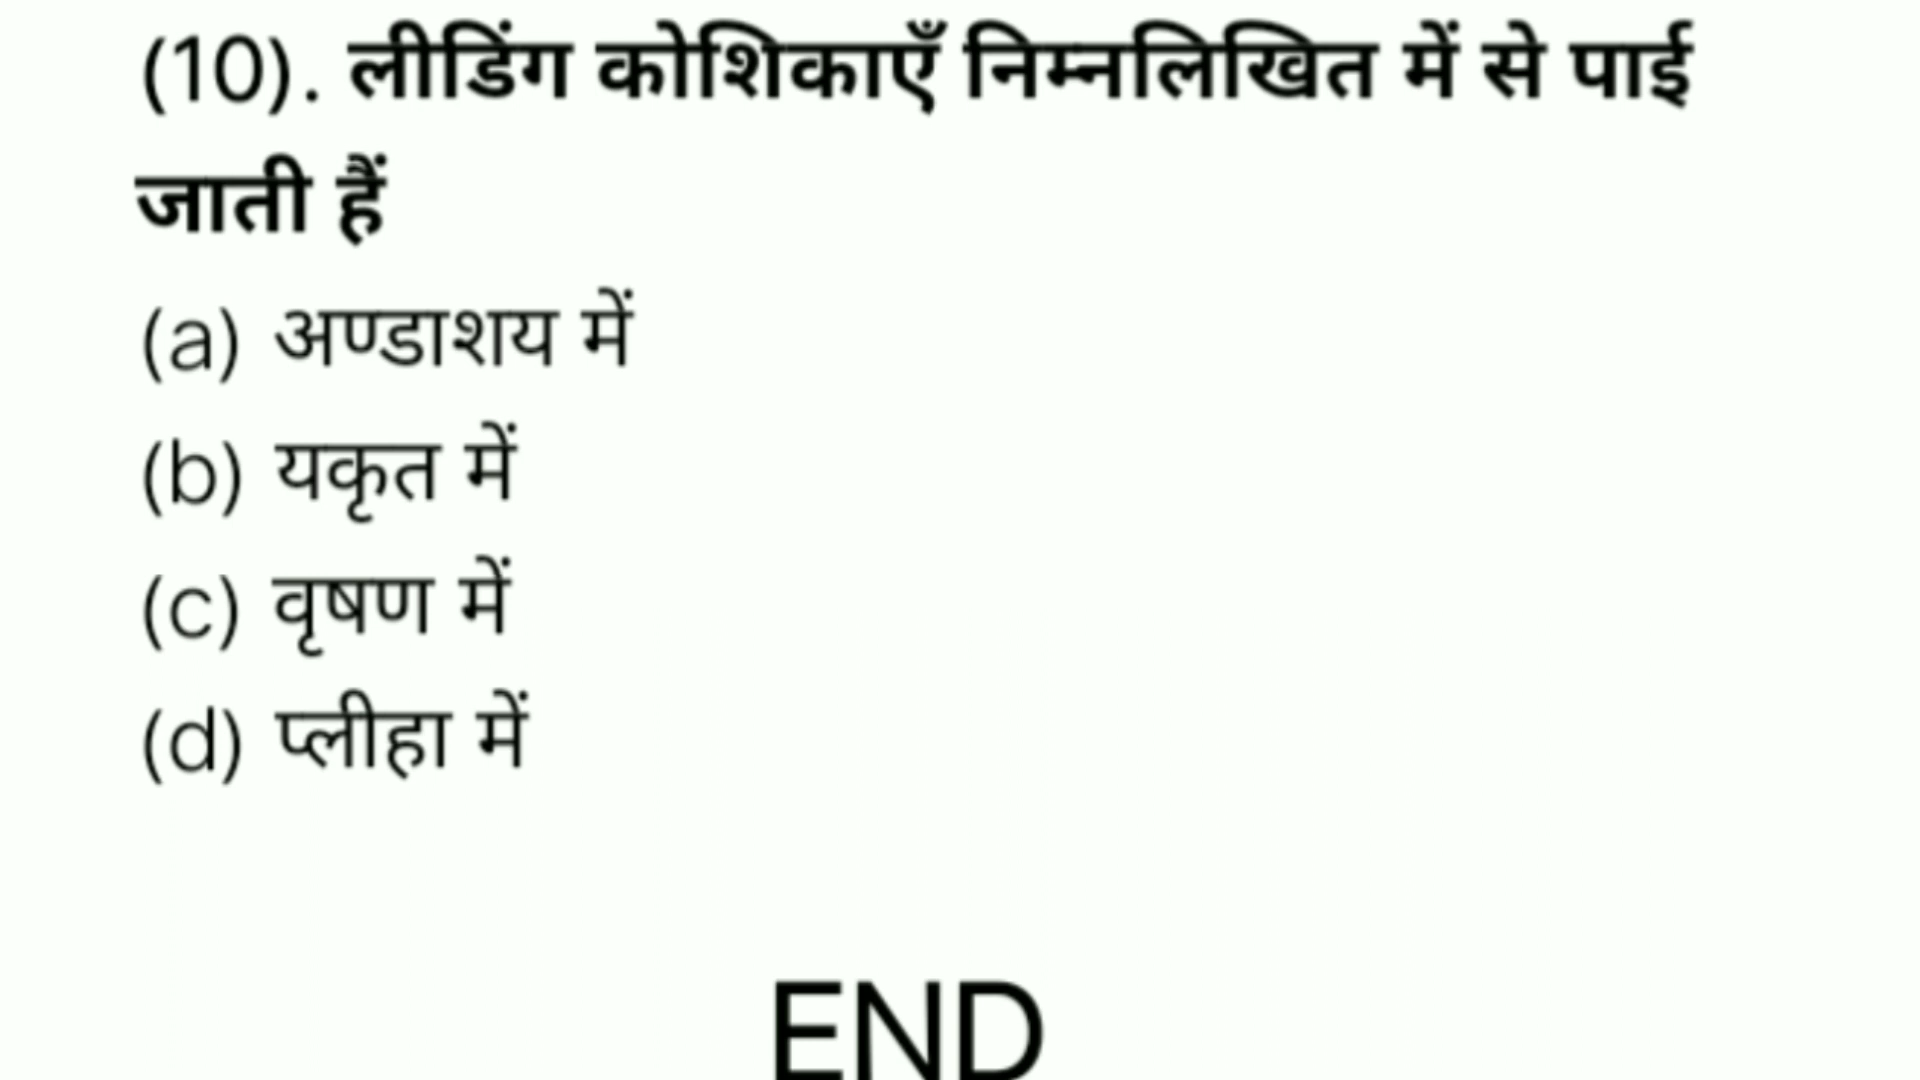 (10). लीडिंग कोशिकाएँ निम्नलिखित में से पाई
जाती हैं
(a) अण्डाशय में
(b) यकृत में
(c) वृषण में
(d) प्लीहा में
END